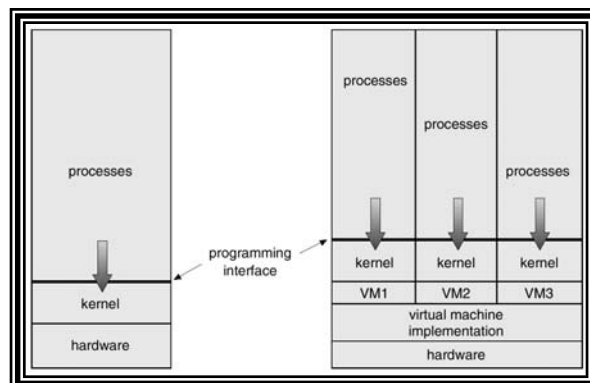 processes
kernel
hardware
programming
interface
processes
processes
processes
kernel
kernel
kernel
VM1
VM2
VM3
virtual machine
implementation
hardware